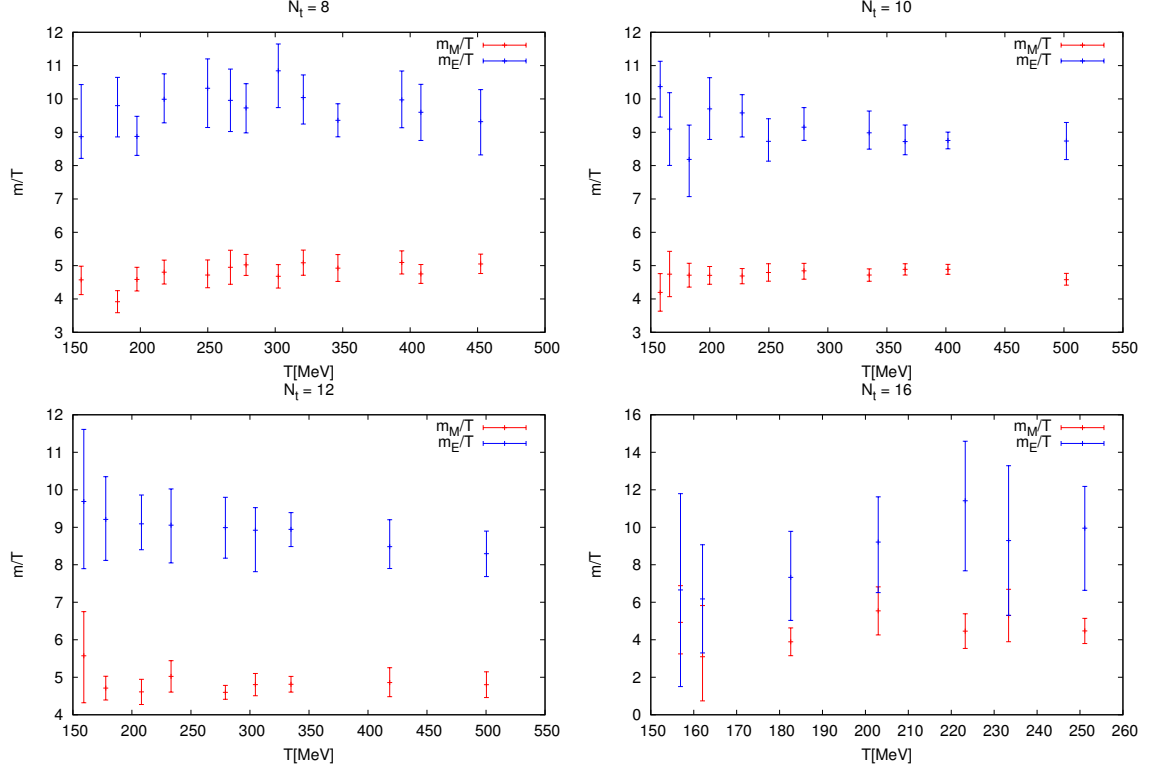 N_t = 8
m_M/T
m_E/T
12
11
10
9
8
7
6
5
4
3
m/T
150 200 250 300 350 400 450 500
T[MeV]
N_t = 10
m_M/T
m_E/T
12
11
10
9
8
7
6
5
4
3
m/T
150 200 250 300 350 400 450 500 550
T[MeV]
N_t = 12
m_M/T
m_E/T
12
11
10
9
8
7
6
5
4
m/T
150 200 250 300 350 400 450 500 550
T[MeV]
N_t = 16
m_M/T
m_E/T
16
14
12
10
8
6
4
2
0
m/T
150 160 170 180 190 200 210 220 230 240 250 260
T[MeV]